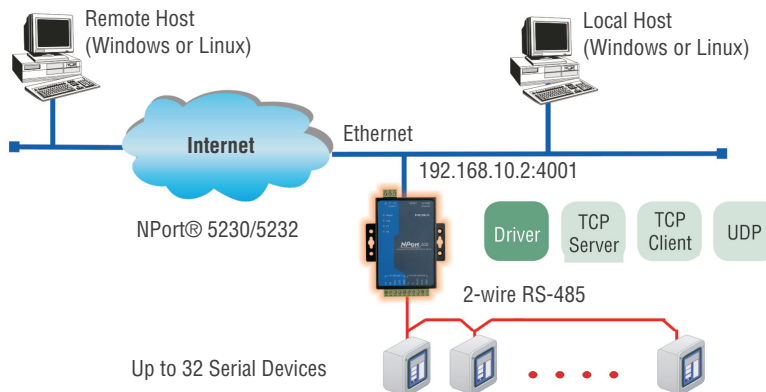 Remote Host
(Windows or Linux)
Local Host
(Windows or Linux)
Internet
Ethernet
192.168.10.2:4001
NPort® 5230/5232
NPort
Driver
TCP
Server
TCP
Client
UDP
2-wire RS-485
Up to 32 Serial Devices